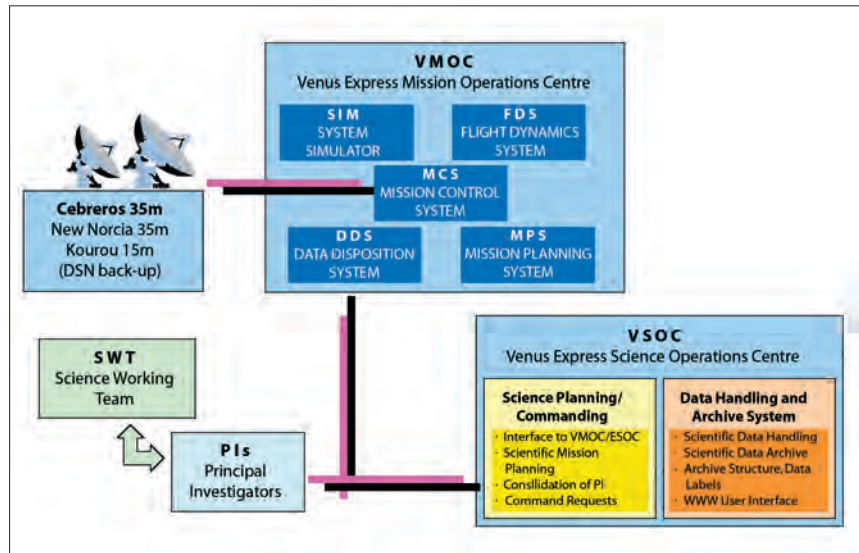 VMOC
Venus Express Mission Operations Centre
SIM
SYSTEM
SIMULATOR
FDS
FLIGHT DYNAMICS
SYSTEM
MCS
MISSION CONTROL
SYSTEM
DDS
DATA DISPOSITION
SYSTEM
MPS
MISSION PLANNING
SYSTEM
Cebreros 35m
New Norcia 35m
Kourou 15m
(DSN back-up)
SWT
Science Working
Team
PIs
Principal
Investigators
VSOC
Venus Express Science Operations Centre
Science Planning/
Commanding
· Interface to VMOC/ESOC
· Scientific Mission
Planning
· Consllidation of PI
· Command Requests
Data Handling and
Archive System
· Scientific Data Handling
· Scientific Data Archive
· Archive Structure, Data
Labels
· WWW User Interface